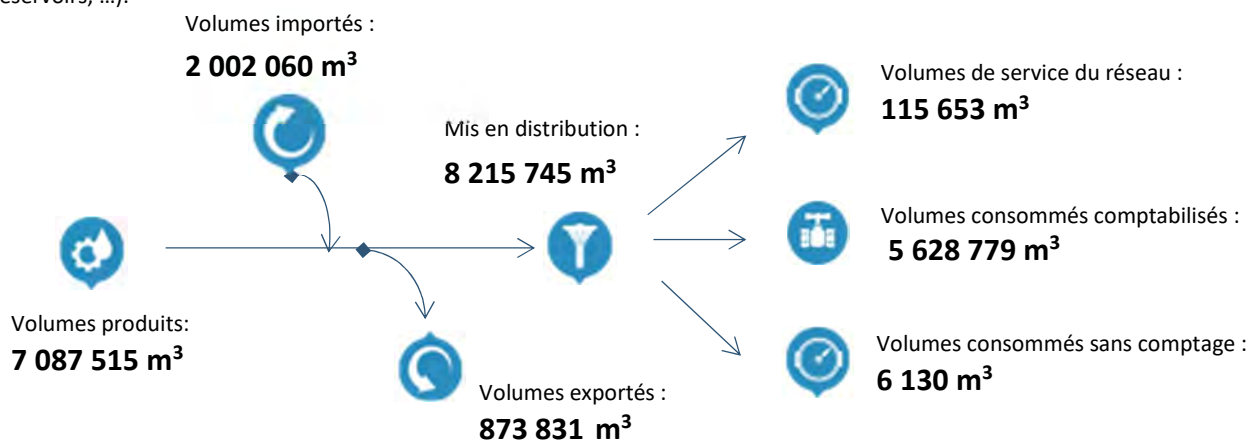 éservoirs, …).
Volumes importés :
2 002 060 m³
Mis en distribution :
8 215 745 m³
Volumes de service du réseau :
115 653 m³
Volumes consommés comptabilisés :
5 628 779 m³
Volumes produits:
7 087 515 m³
Volumes consommés sans comptage :
6 130 m³
Volumes exportés :
873 831 m³